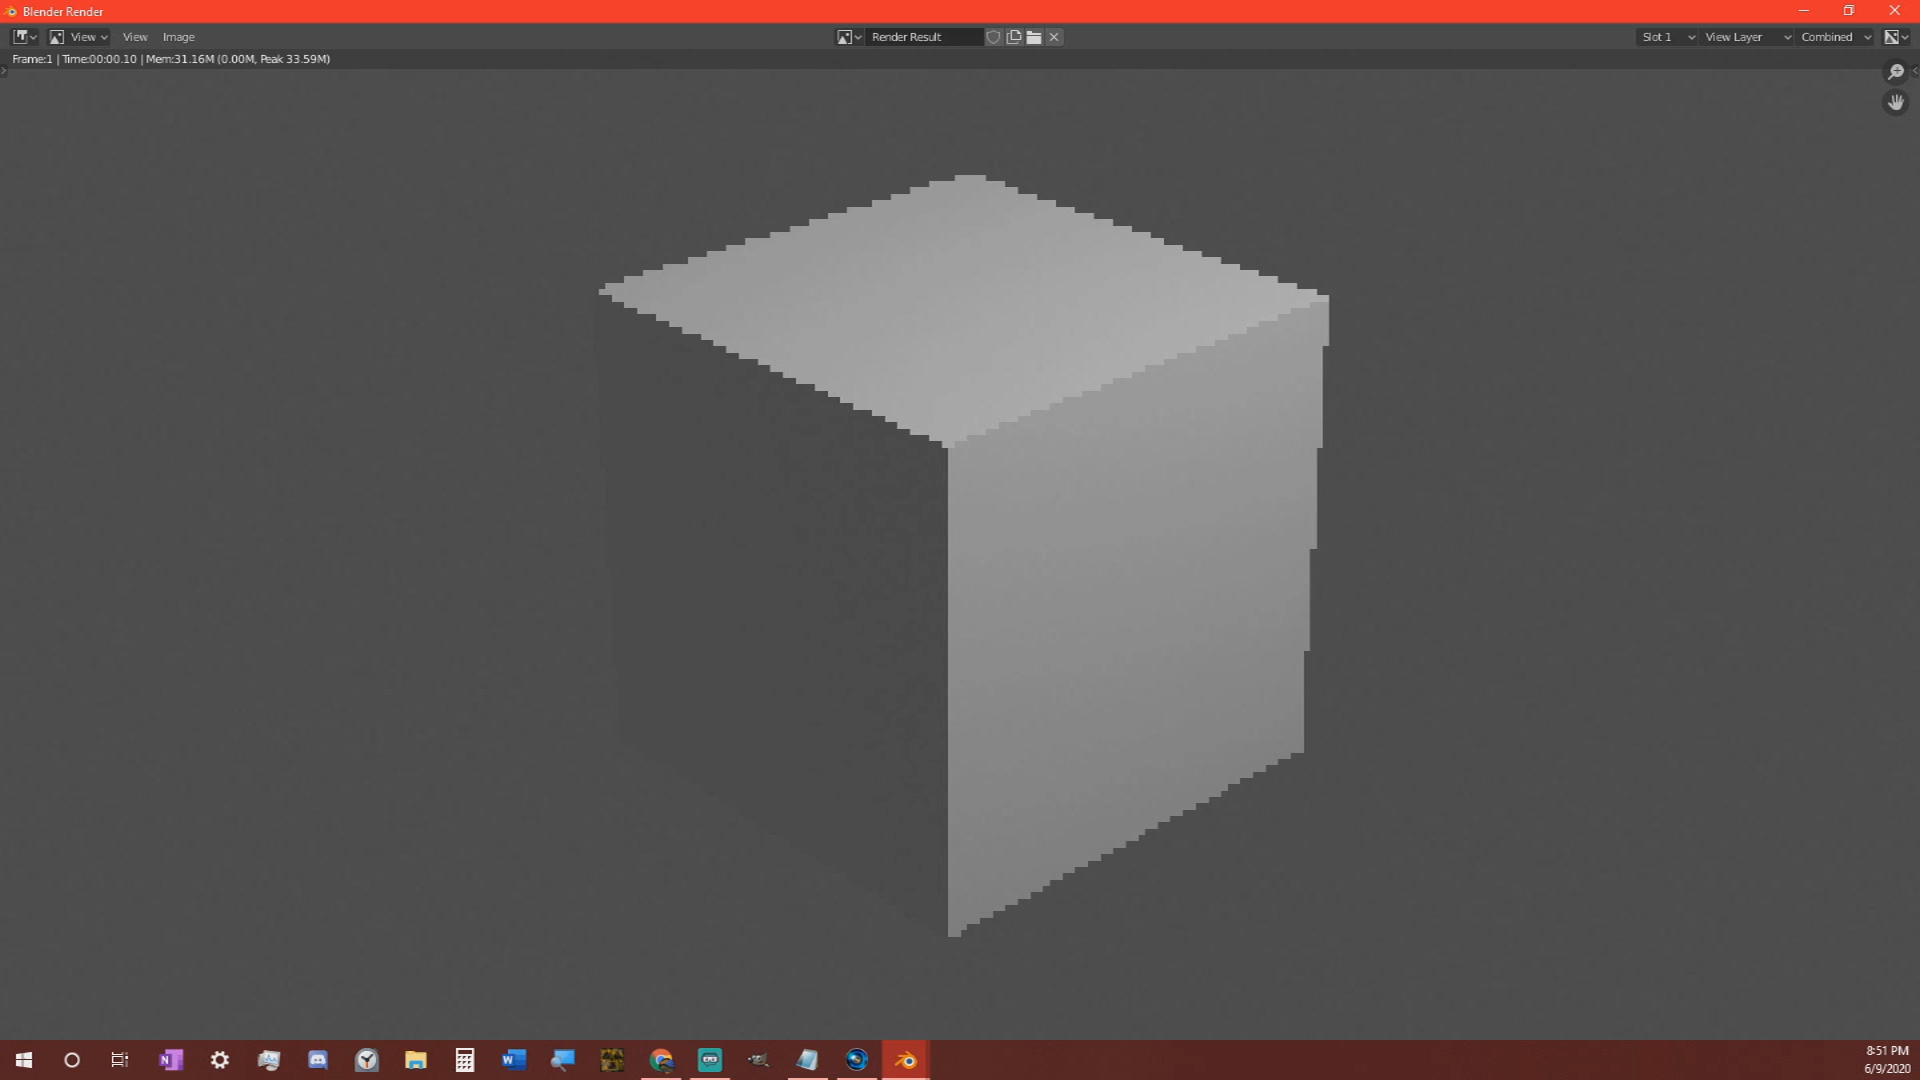 Blender Render
View View Image Render Result Slot 1 View Layer Combined
Frame:1 | Time:00:00.10 | Mem:31.16M (0.00M, Peak 33.59M)
N W
8:51 PM
6/9/2020